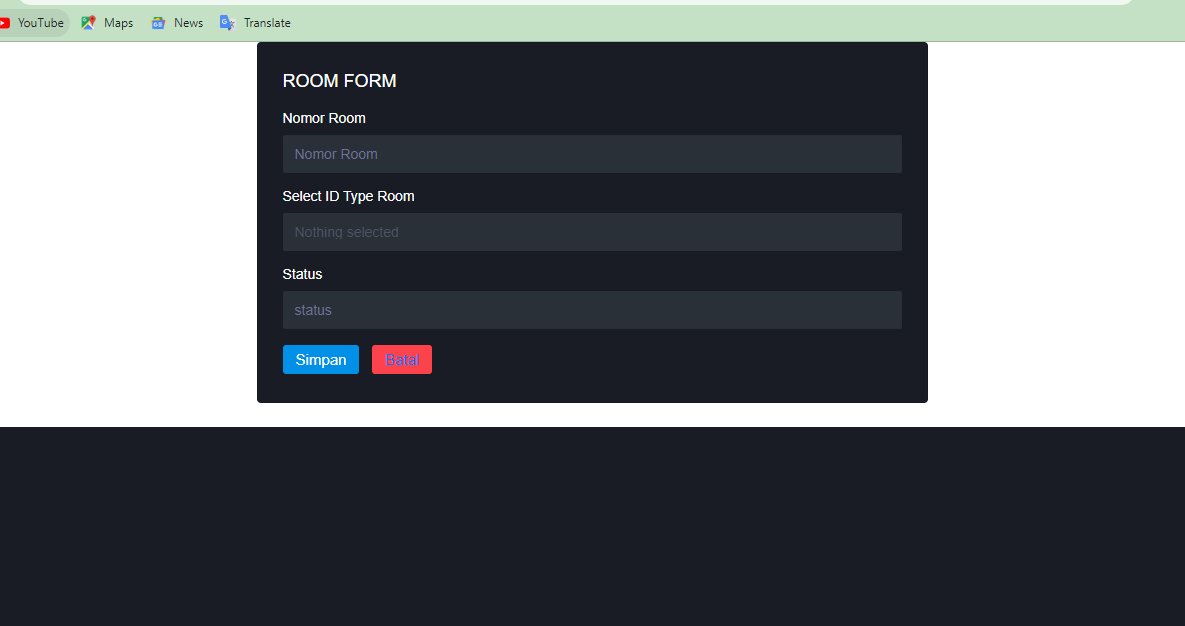 YouTube Maps News Translate
ROOM FORM
Nomor Room
Nomor Room
Select ID Type Room
Nothing selected
Status
status
Simpan Batal